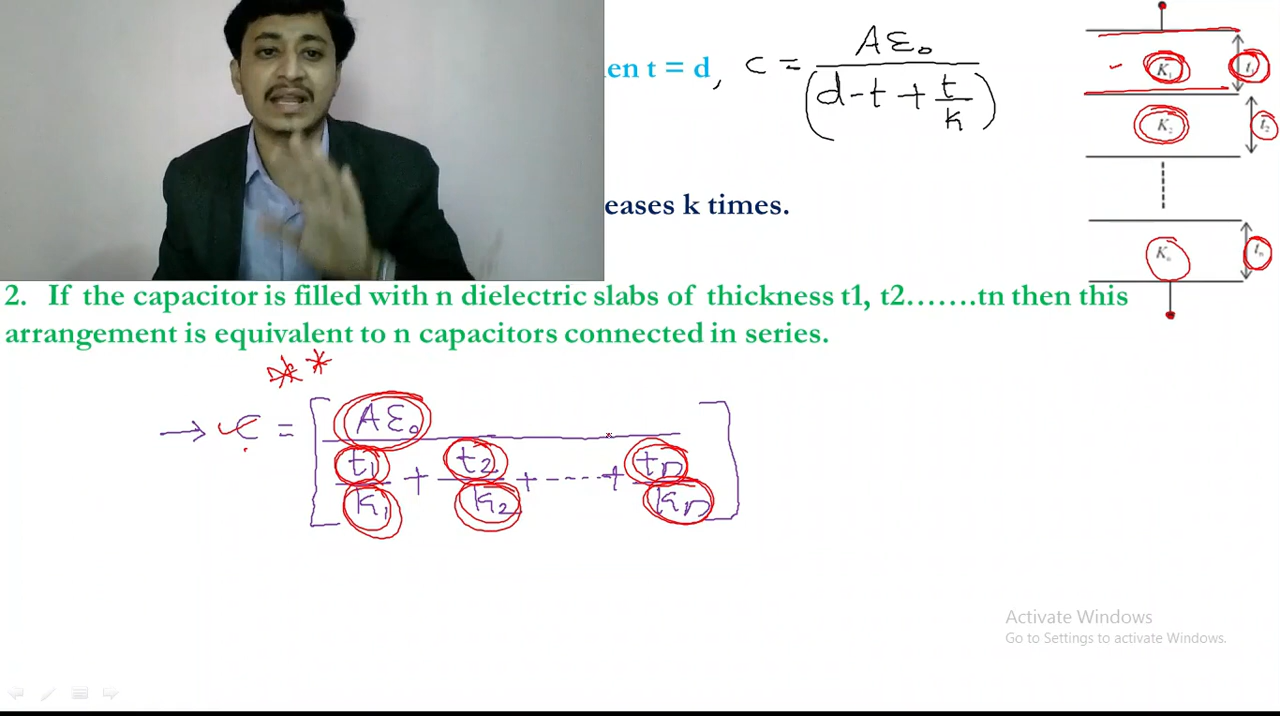 en t = d, C = Aε₀ / (d - t + t/k)
eases k times.
K₁ t₁
K₂ t₂
Kₙ tₙ
2. If the capacitor is filled with n dielectric slabs of thickness t1, t2.......tn then this
arrangement is equivalent to n capacitors connected in series.
→ C = [Aε₀ / (t₁/k₁ + t₂/k₂ + ---- + tₙ/kₙ)]
Activate Windows
Go to Settings to activate Windows.